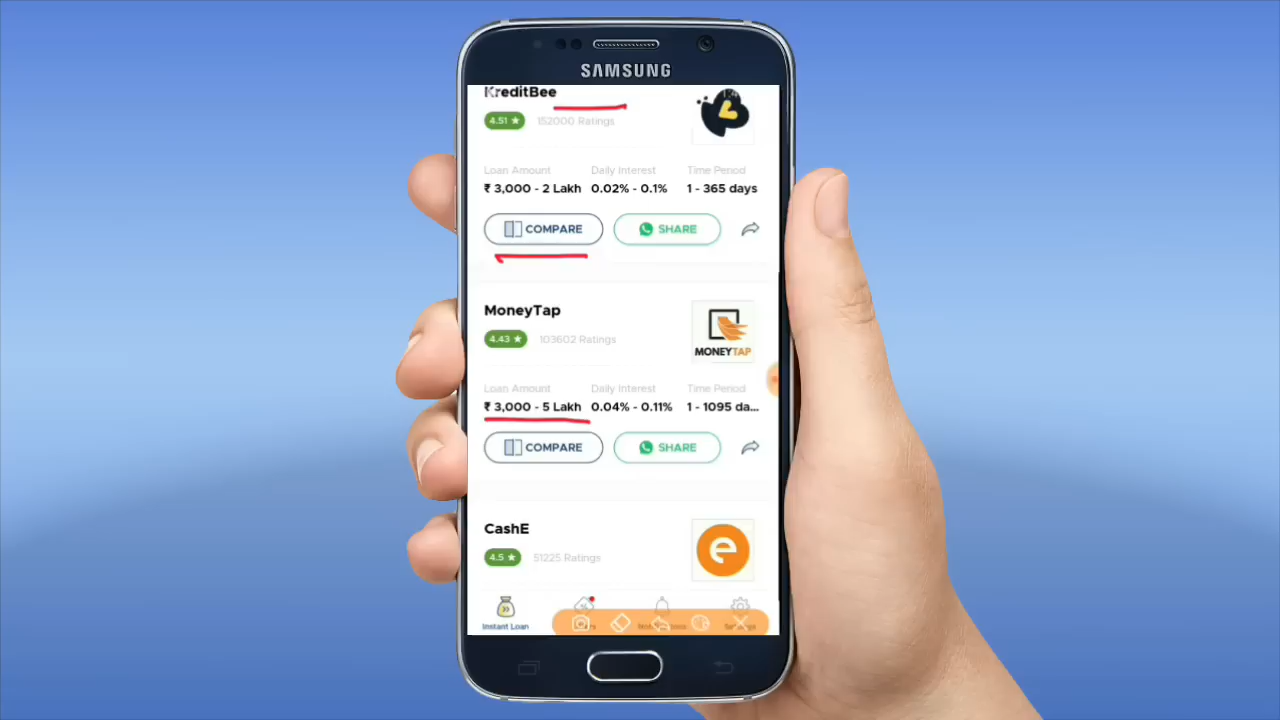 SAMSUNG
KreditBee
4.51 ★ 152000 Ratings
Loan Amount Daily Interest Time Period
₹ 3,000 - 2 Lakh 0.02% - 0.1% 1 - 365 days
COMPARE SHARE
MoneyTap
4.43 ★ 103602 Ratings
MONEYTAP
Loan Amount Daily Interest Time Period
₹ 3,000 - 5 Lakh 0.04% - 0.11% 1 - 1095 da...
COMPARE SHARE
CashE
4.5 ★ 51225 Ratings
e
Instant Loan